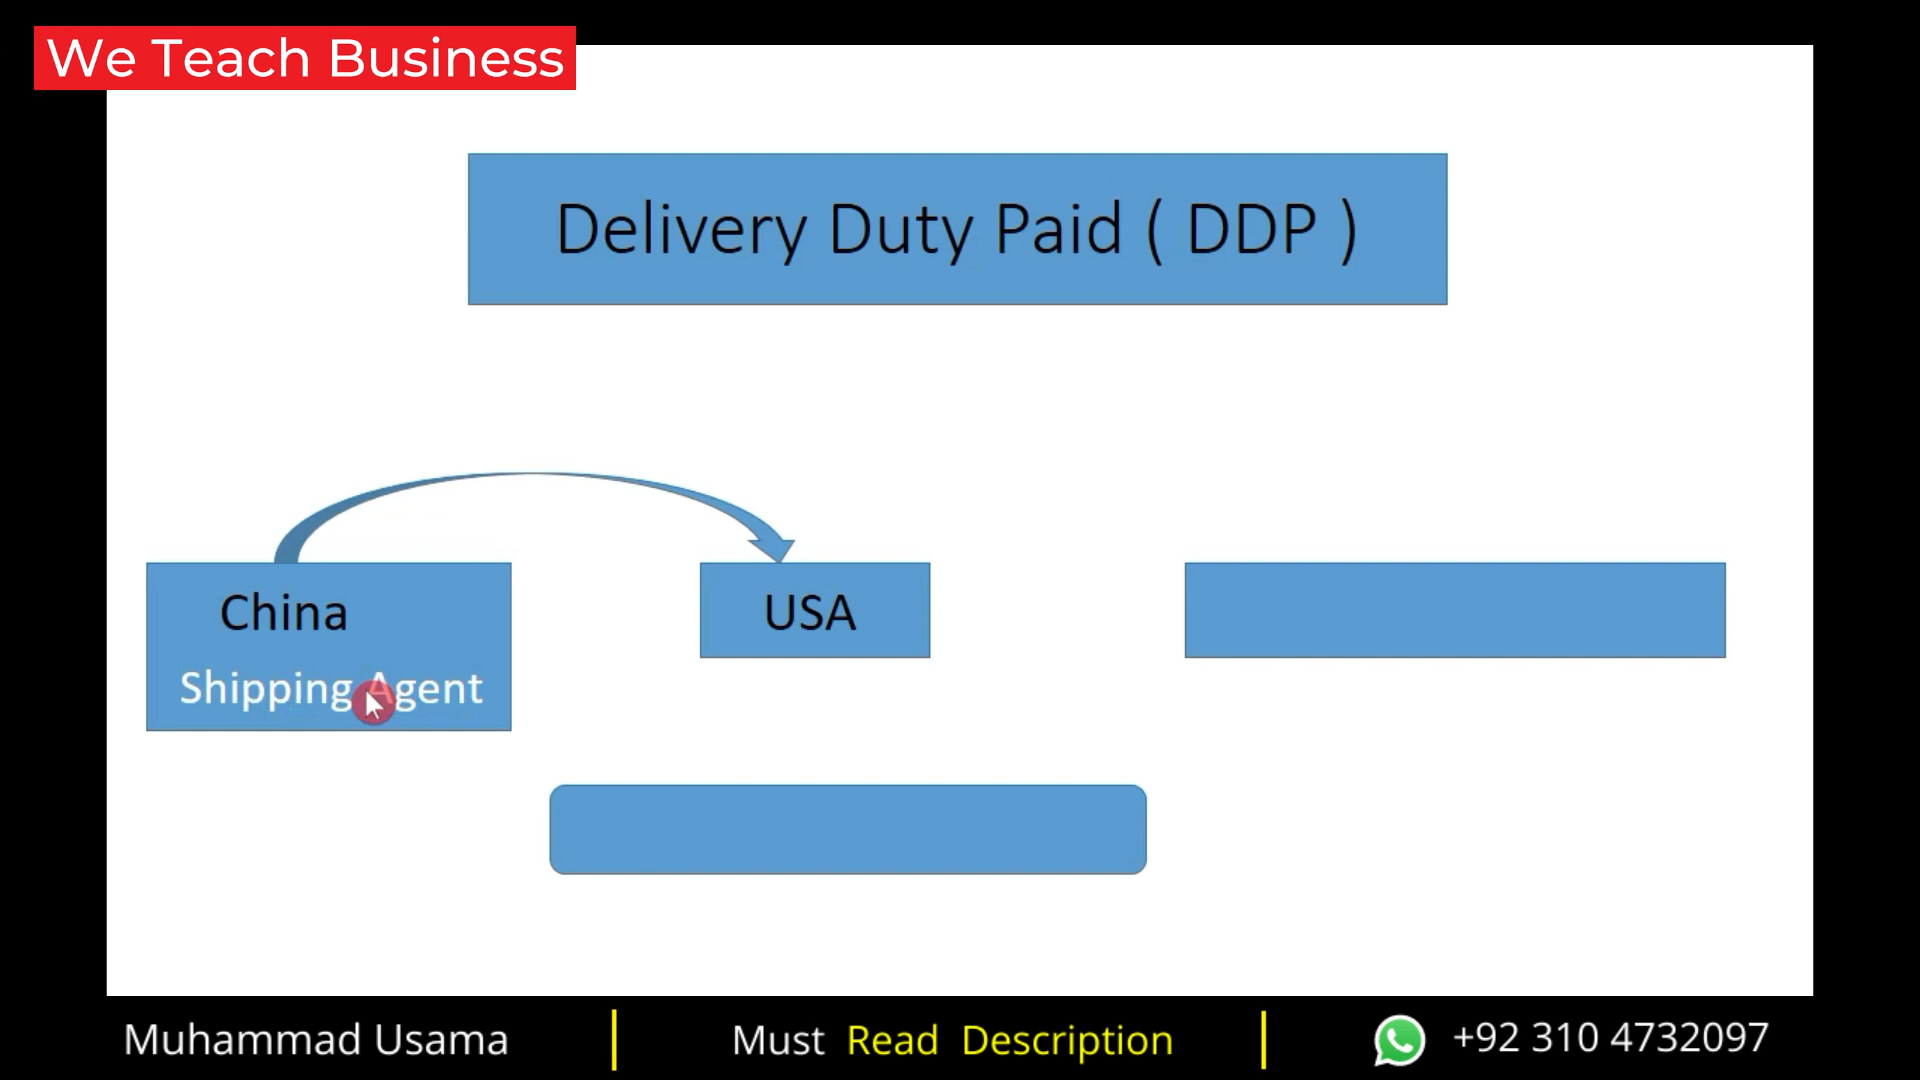 We Teach Business
Delivery Duty Paid ( DDP )
China
Shipping Agent
USA
Muhammad Usama
Must Read Description
+92 310 4732097